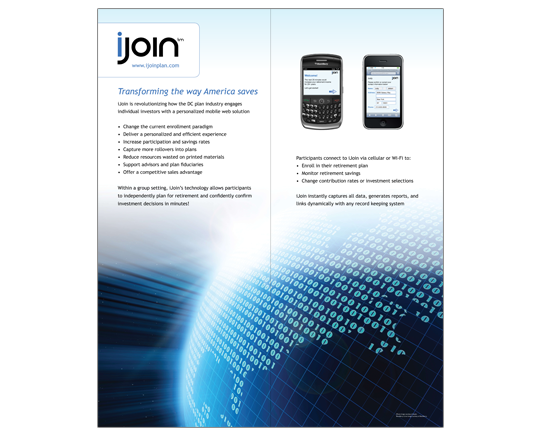 ijoin tm
www.ijoinplan.com
Transforming the way America saves
iJoin is revolutionizing how the DC plan industry engages
individual investors with a personalized mobile web solution
• Change the current enrollment paradigm
• Deliver a personalized and efficient experience
• Increase participation and savings rates
• Capture more rollovers into plans
• Reduce resources wasted on printed materials
• Support advisors and plan fiduciaries
• Offer a competitive sales advantage
Within a group setting, iJoin's technology allows participants
to independently plan for retirement and confidently confirm
investment decisions in minutes!
Participants connect to iJoin via cellular or Wi-Fi to:
• Enroll in their retirement plan
• Monitor retirement savings
• Change contribution rates or investment selections
iJoin instantly captures all data, generates reports, and
links dynamically with any record keeping system